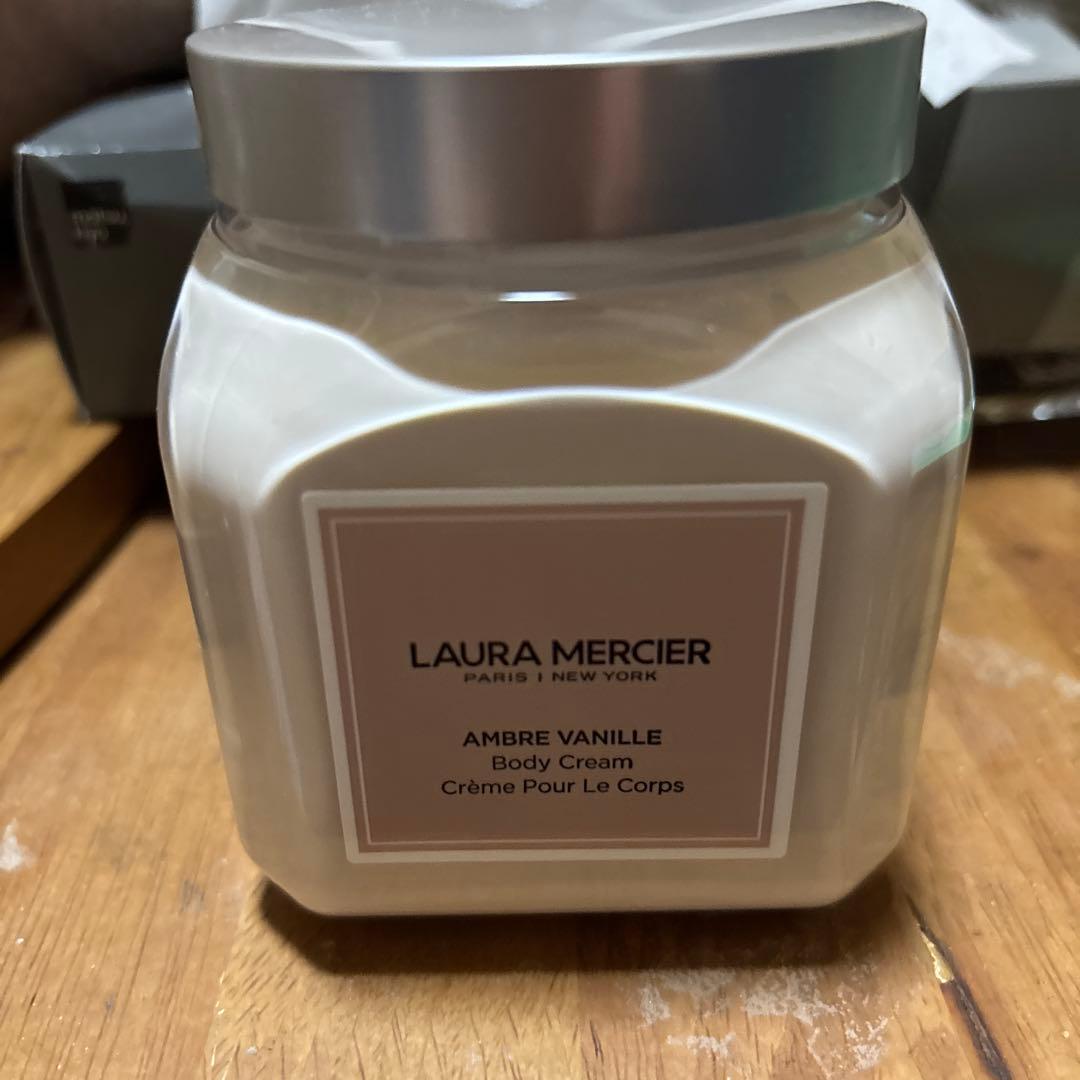 LAURA MERCIER
PARIS | NEW YORK
AMBRE VANILLE
Body Cream
Crème Pour Le Corps